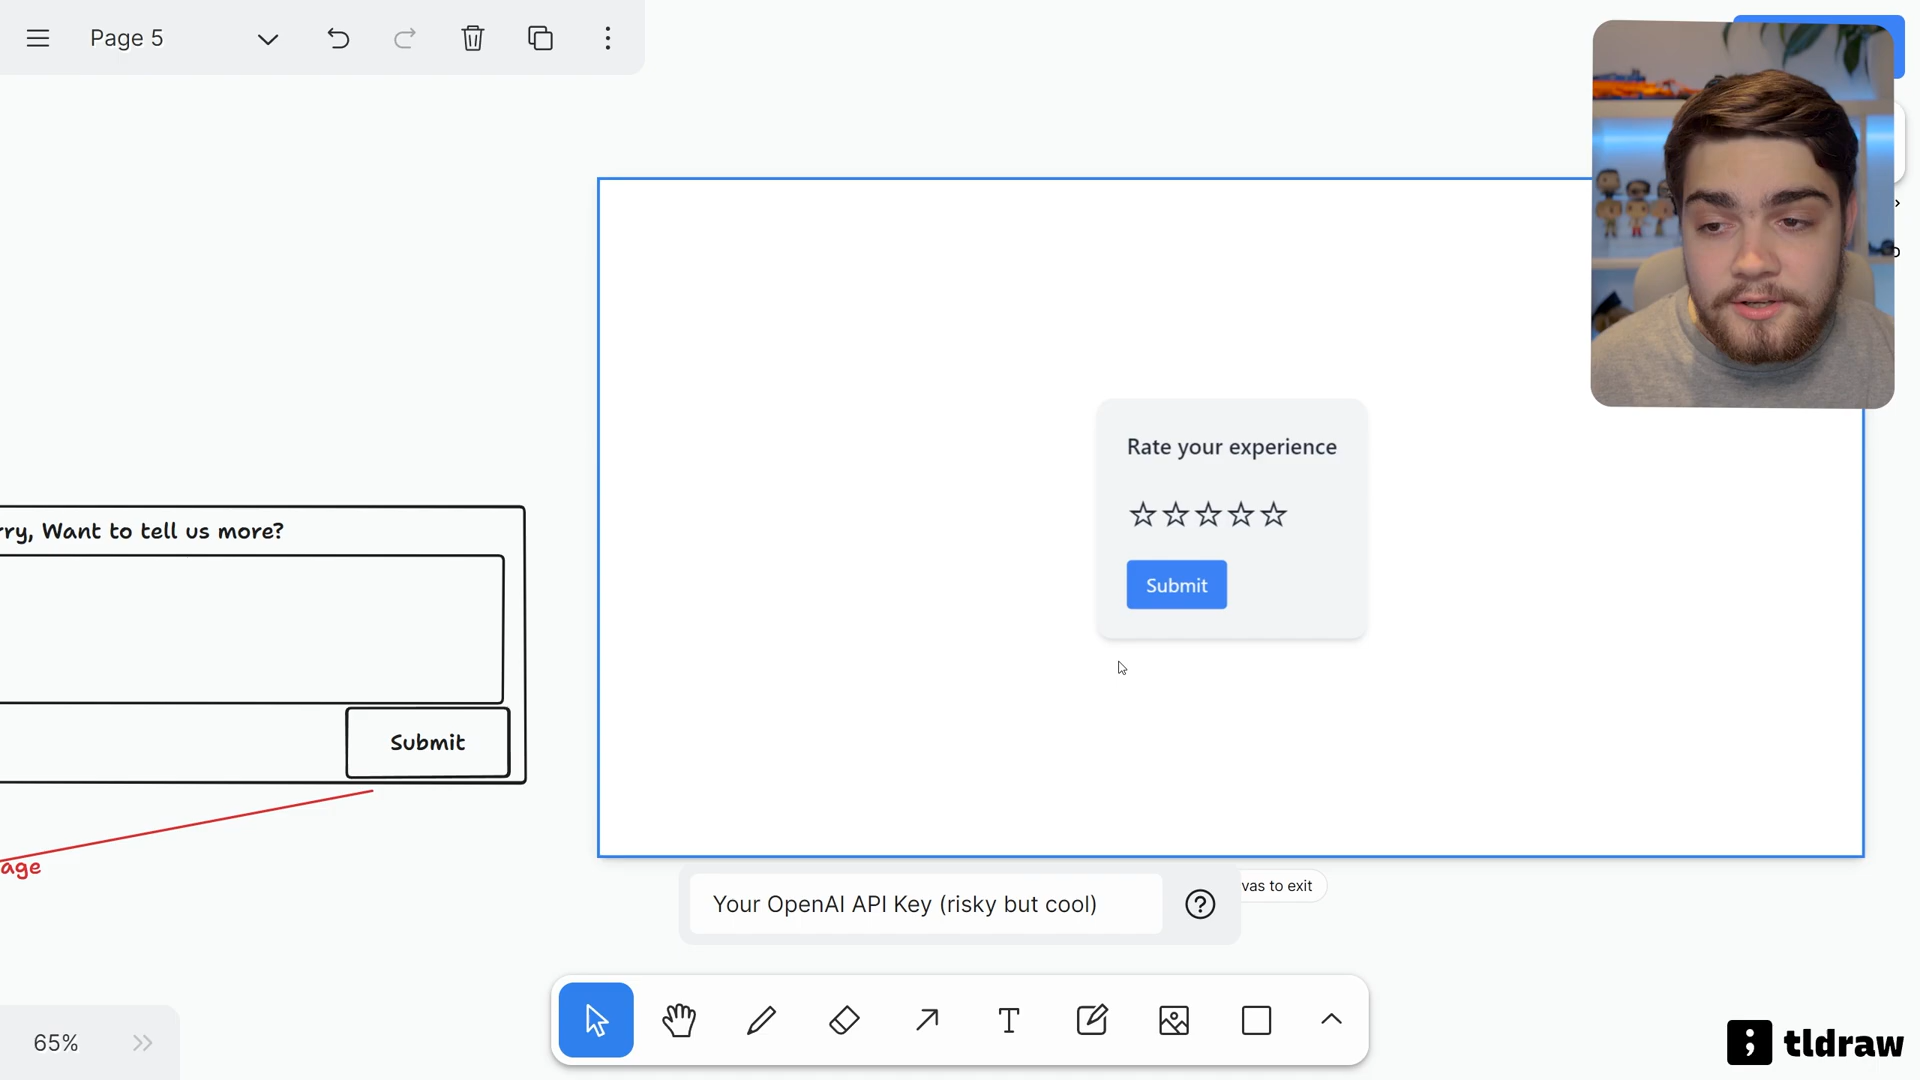 Page 5
Rate your experience
rry, Want to tell us more?
Submit
Submit
age
vas to exit
Your OpenAI API Key (risky but cool)
65%
tldraw